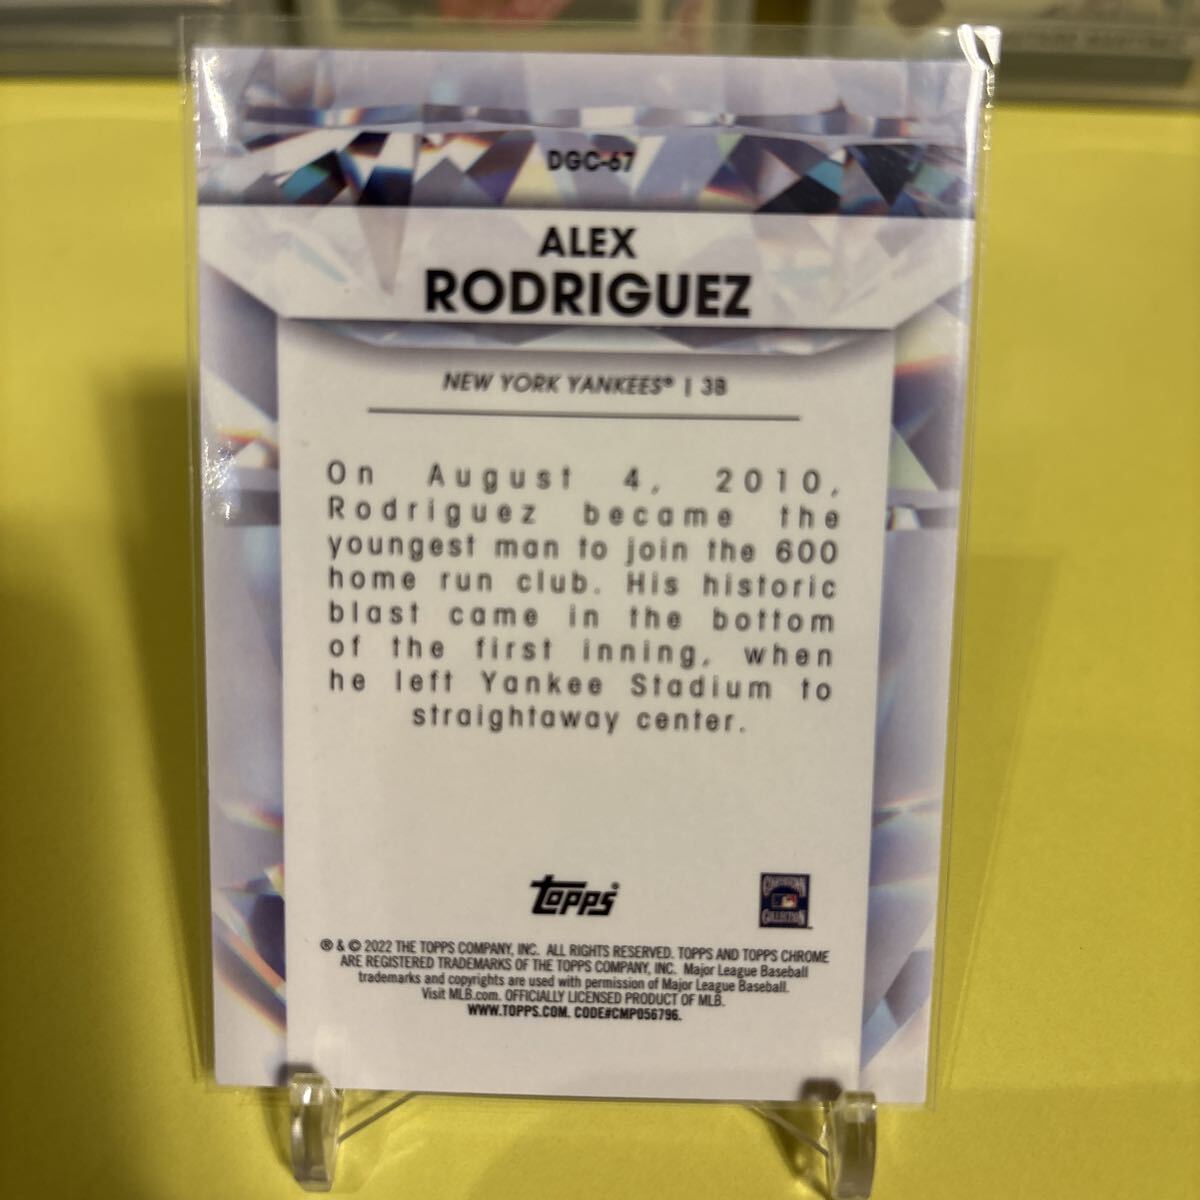 DGC-67
ALEX
RODRIGUEZ
NEW YORK YANKEES® | 3B
On August 4, 2010,
Rodriguez became the
youngest man to join the 600
home run club. His historic
blast came in the bottom
of the first inning, when
he left Yankee Stadium to
straightaway center.
topps®
COOPERSTOWN
COLLECTION
® & © 2022 THE TOPPS COMPANY, INC. ALL RIGHTS RESERVED. TOPPS AND TOPPS CHROME
ARE REGISTERED TRADEMARKS OF THE TOPPS COMPANY, INC. Major League Baseball
trademarks and copyrights are used with permission of Major League Baseball.
Visit MLB.com. OFFICIALLY LICENSED PRODUCT OF MLB.
WWW.TOPPS.COM. CODE#CMP056796.